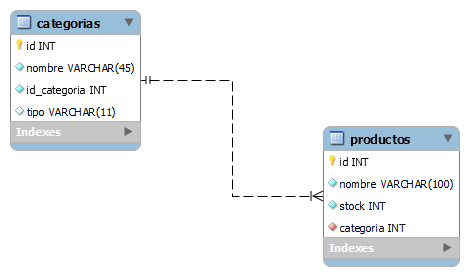 categorias
id INT
nombre VARCHAR(45)
id_categoria INT
tipo VARCHAR(11)
Indexes
productos
id INT
nombre VARCHAR(100)
stock INT
categoria INT
Indexes